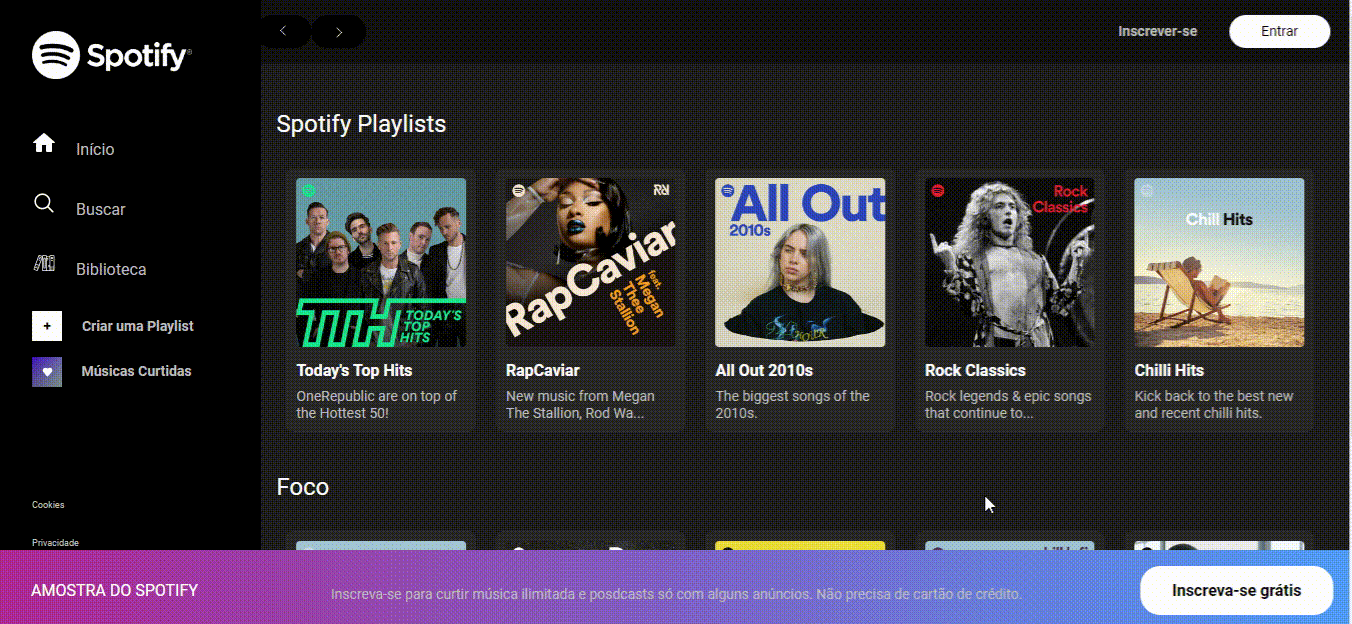 Spotify®
Início
Buscar
Biblioteca
+ Criar uma Playlist
Músicas Curtidas
Cookies
Privacidade
Inscrever-se
Entrar
Spotify Playlists
TTH TODAY'S TOP HITS
Today's Top Hits
OneRepublic are on top of
the Hottest 50!
RapCaviar
feat.
Megan
Thee
Stallion
RapCaviar
New music from Megan
The Stallion, Rod Wa...
All Out
2010s
All Out 2010s
The biggest songs of the
2010s.
Rock
Classics
Rock Classics
Rock legends & epic songs
that continue to...
Chill Hits
Chilli Hits
Kick back to the best new
and recent chilli hits.
Foco
AMOSTRA DO SPOTIFY
Inscreva-se para curtir música ilimitada e posdcasts só com alguns anúncios. Não precisa de cartão de crédito.
Inscreva-se grátis